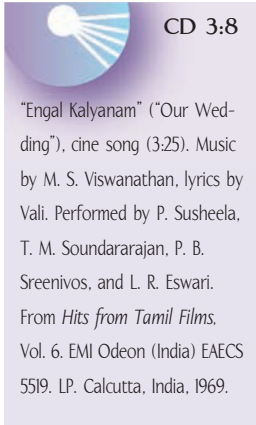 CD 3:8
“Engal Kalyanam” (“Our Wed-
ding”), cine song (3:25). Music
by M. S. Viswanathan, lyrics by
Vali. Performed by P. Susheela,
T. M. Soundararajan, P. B.
Sreenivos, and L. R. Eswari.
From Hits from Tamil Films,
Vol. 6. EMI Odeon (India) EAECS
5519. LP. Calcutta, India, 1969.